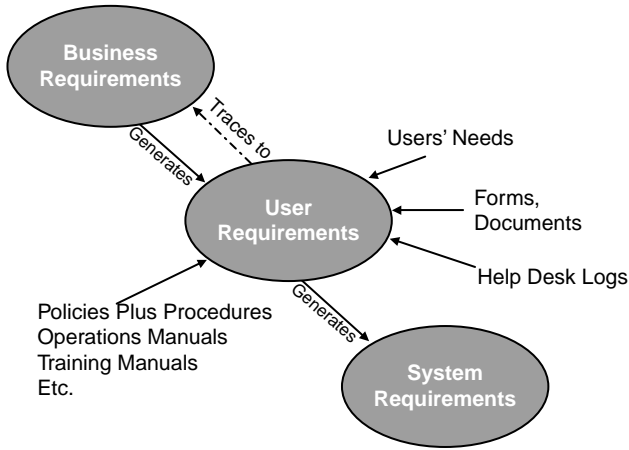 Business
Requirements
Traces to
Generates
Users' Needs
User
Requirements
Forms,
Documents
Help Desk Logs
Generates
Policies Plus Procedures
Operations Manuals
Training Manuals
Etc.
System
Requirements